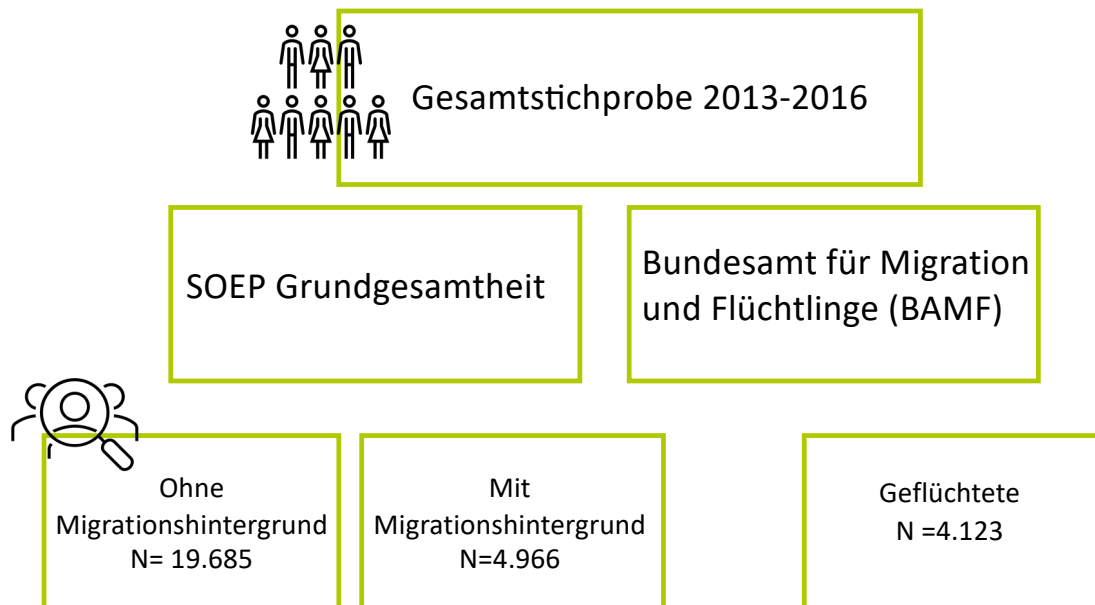 Gesamtstichprobe 2013-2016
SOEP Grundgesamtheit
Bundesamt für Migration
und Flüchtlinge (BAMF)
Ohne
Migrationshintergrund
N= 19.685
Mit
Migrationshintergrund
N=4.966
Geflüchtete
N =4.123